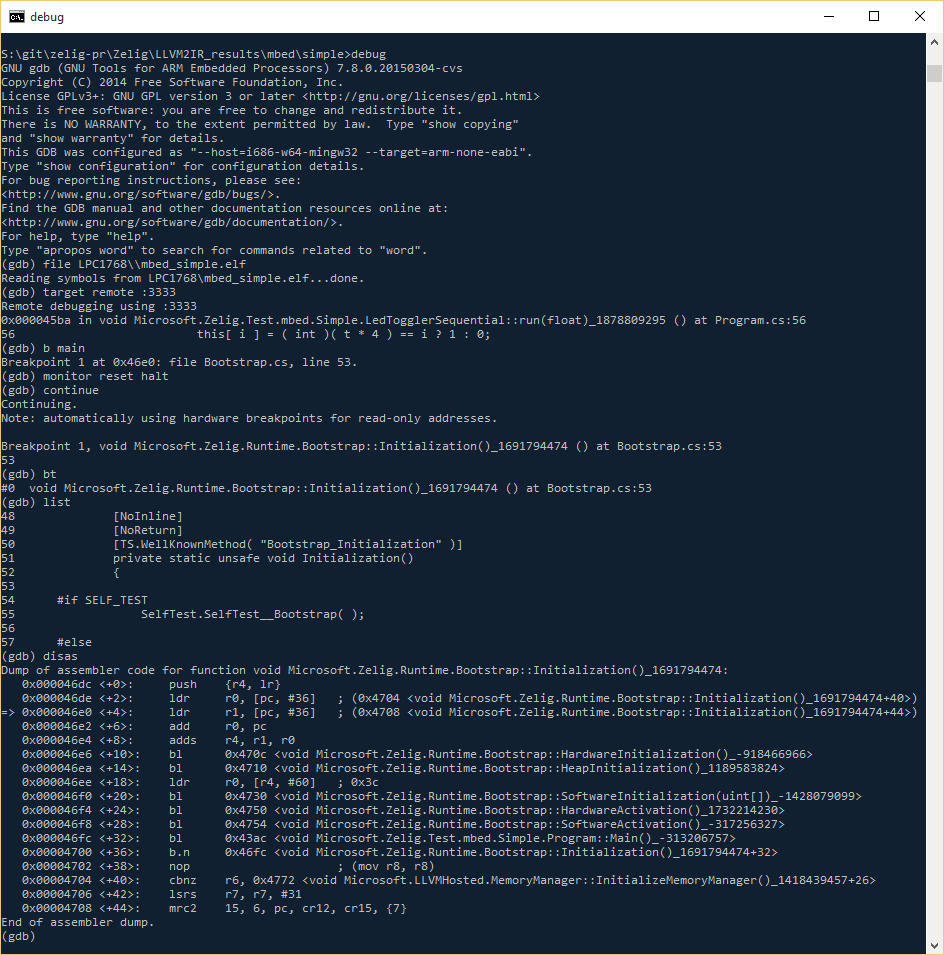 debug
S:\git\zelig-pr\Zelig\LLVM2IR_results\mbed\simple>debug
GNU gdb (GNU Tools for ARM Embedded Processors) 7.8.0.20150304-cvs
Copyright (C) 2014 Free Software Foundation, Inc.
License GPLv3+: GNU GPL version 3 or later <http://gnu.org/licenses/gpl.html>
This is free software: you are free to change and redistribute it.
There is NO WARRANTY, to the extent permitted by law.  Type "show copying"
and "show warranty" for details.
This GDB was configured as "--host=i686-w64-mingw32 --target=arm-none-eabi".
Type "show configuration" for configuration details.
For bug reporting instructions, please see:
<http://www.gnu.org/software/gdb/bugs/>.
Find the GDB manual and other documentation resources online at:
<http://www.gnu.org/software/gdb/documentation/>.
For help, type "help".
Type "apropos word" to search for commands related to "word".
(gdb) file LPC1768\\mbed_simple.elf
Reading symbols from LPC1768\mbed_simple.elf...done.
(gdb) target remote :3333
Remote debugging using :3333
0x000045ba in void Microsoft.Zelig.Test.mbed.Simple.LedTogglerSequential::run(float)_1878809295 () at Program.cs:56
56                          this[ i ] = ( int )( t * 4 ) == i ? 1 : 0;
(gdb) b main
Breakpoint 1 at 0x46e0: file Bootstrap.cs, line 53.
(gdb) monitor reset halt
(gdb) continue
Continuing.
Note: automatically using hardware breakpoints for read-only addresses.
Breakpoint 1, void Microsoft.Zelig.Runtime.Bootstrap::Initialization()_1691794474 () at Bootstrap.cs:53
53
(gdb) bt
#0  void Microsoft.Zelig.Runtime.Bootstrap::Initialization()_1691794474 () at Bootstrap.cs:53
(gdb) list
48              [NoInline]
49              [NoReturn]
50              [TS.WellKnownMethod( "Bootstrap_Initialization" )]
51              private static unsafe void Initialization()
52              {
53
54      #if SELF_TEST
55                  SelfTest.SelfTest__Bootstrap( );
56
57      #else
(gdb) disas
Dump of assembler code for function void Microsoft.Zelig.Runtime.Bootstrap::Initialization()_1691794474:
   0x000046dc <+0>:     push    {r4, lr}
   0x000046de <+2>:     ldr     r0, [pc, #36]   ; (0x4704 <void Microsoft.Zelig.Runtime.Bootstrap::Initialization()_1691794474+40>)
=> 0x000046e0 <+4>:     ldr     r1, [pc, #36]   ; (0x4708 <void Microsoft.Zelig.Runtime.Bootstrap::Initialization()_1691794474+44>)
   0x000046e2 <+6>:     add     r0, pc
   0x000046e4 <+8>:     adds    r4, r1, r0
   0x000046e6 <+10>:    bl      0x470c <void Microsoft.Zelig.Runtime.Bootstrap::HardwareInitialization()_-918466966>
   0x000046ea <+14>:    bl      0x4710 <void Microsoft.Zelig.Runtime.Bootstrap::HeapInitialization()_1189583824>
   0x000046ee <+18>:    ldr     r0, [r4, #60]   ; 0x3c
   0x000046f0 <+20>:    bl      0x4730 <void Microsoft.Zelig.Runtime.Bootstrap::SoftwareInitialization(uint[])_-1428079099>
   0x000046f4 <+24>:    bl      0x4750 <void Microsoft.Zelig.Runtime.Bootstrap::HardwareActivation()_1732214230>
   0x000046f8 <+28>:    bl      0x4754 <void Microsoft.Zelig.Runtime.Bootstrap::SoftwareActivation()_-317256327>
   0x000046fc <+32>:    bl      0x43ac <void Microsoft.Zelig.Test.mbed.Simple.Program::Main()_-313206757>
   0x00004700 <+36>:    b.n     0x46fc <void Microsoft.Zelig.Runtime.Bootstrap::Initialization()_1691794474+32>
   0x00004702 <+38>:    nop                     ; (mov r8, r8)
   0x00004704 <+40>:    cbnz    r6, 0x4772 <void Microsoft.LLVMHosted.MemoryManager::InitializeMemoryManager()_1418439457+26>
   0x00004706 <+42>:    lsrs    r7, r7, #31
   0x00004708 <+44>:    mrc2    15, 6, pc, cr12, cr15, {7}
End of assembler dump.
(gdb)